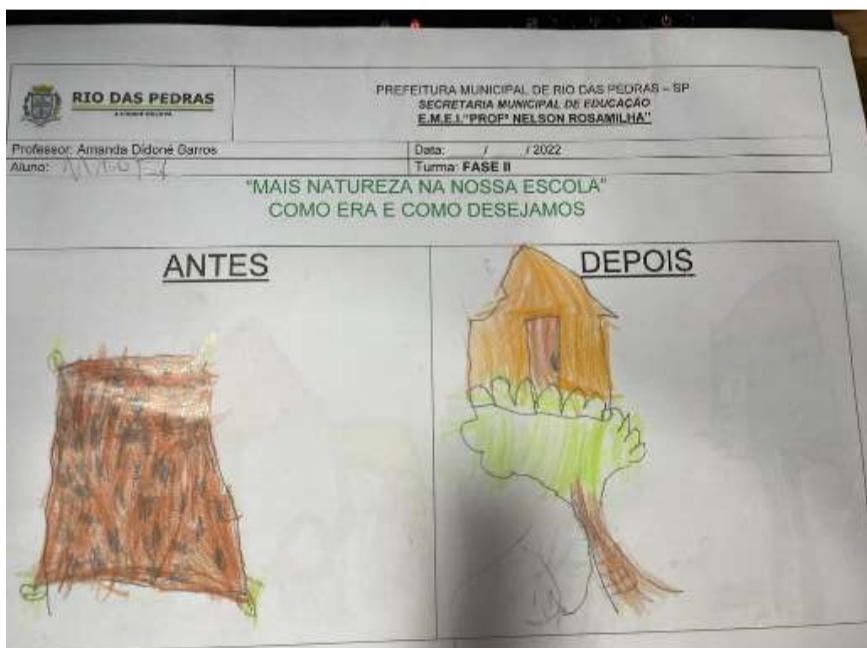 RIO DAS PEDRAS
PREFEITURA MUNICIPAL DE RIO DAS PEDRAS – SP
SECRETARIA MUNICIPAL DE EDUCAÇÃO
E.M.E.I."PROFº NELSON ROSAMILHA"
Professor: Amanda Didoné Barros
Data: / / 2022
Aluno:
Turma: FASE II
"MAIS NATUREZA NA NOSSA ESCOLA"
COMO ERA E COMO DESEJAMOS
ANTES
DEPOIS